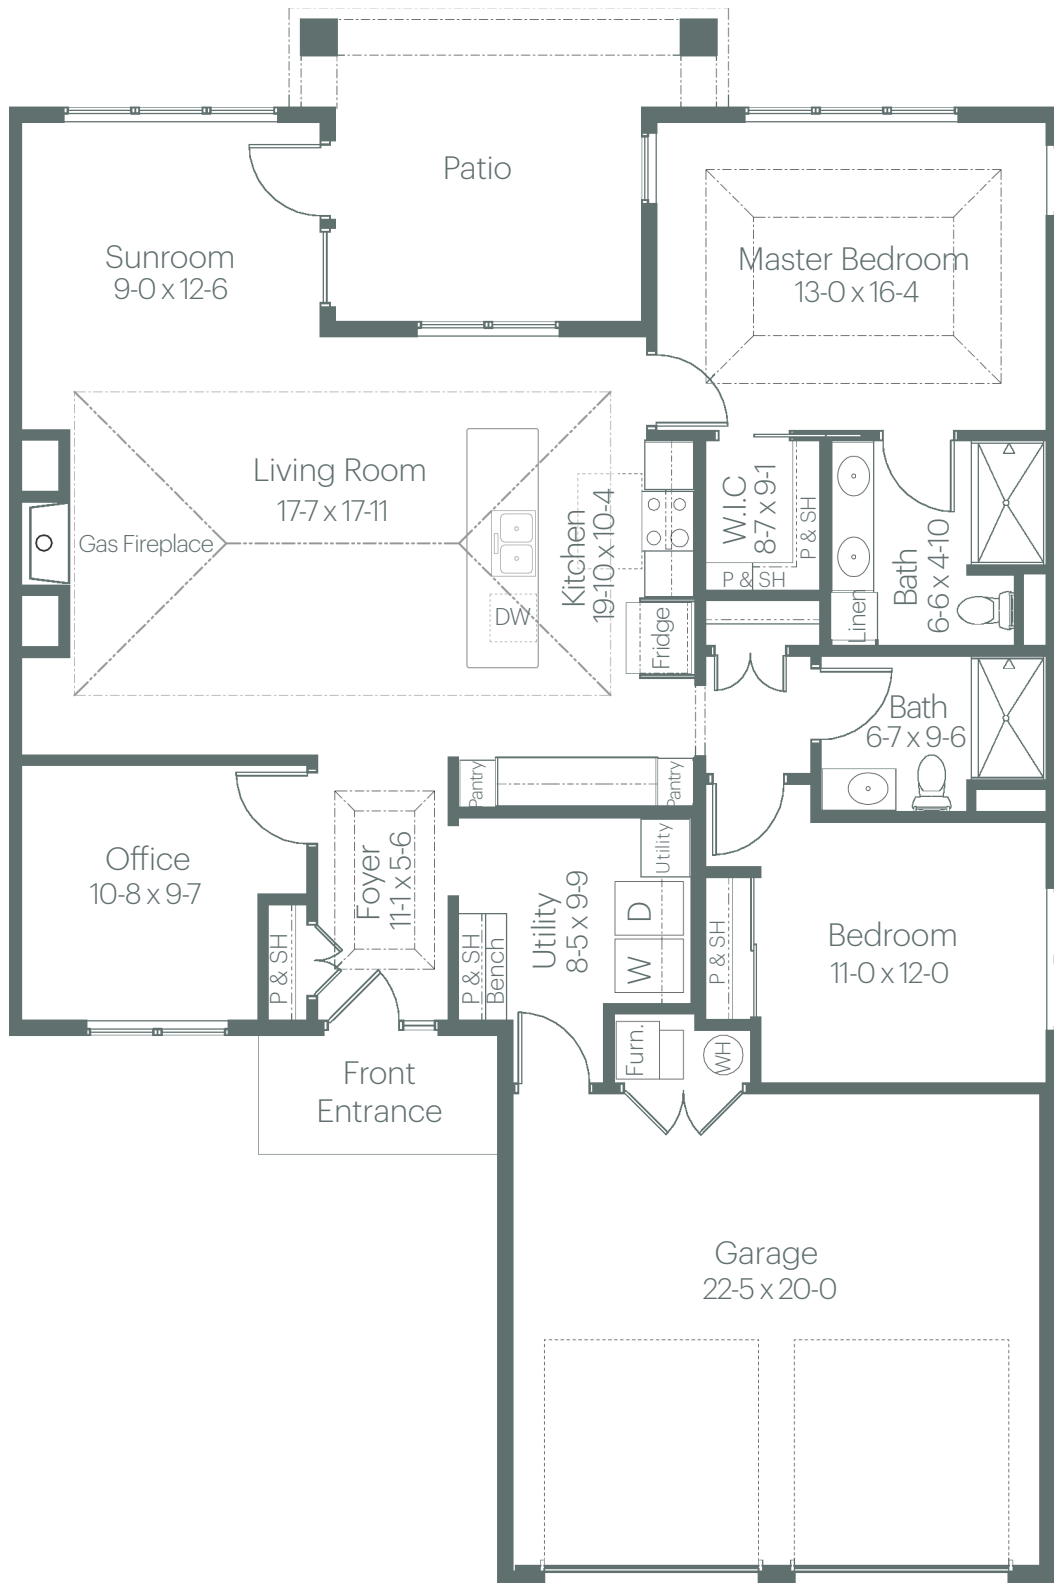 Patio
Sunroom
9-0 x 12-6
Master Bedroom
13-0 x 16-4
Living Room
17-7 x 17-11
Gas Fireplace
Kitchen
19-10 x 10-4
DW
Fridge
W.I.C
8-7 x 9-1
P & SH
P & SH
Bath
6-6 x 4-10
Linen
Bath
6-7 x 9-6
Pantry
Pantry
Office
10-8 x 9-7
P & SH
Foyer
11-1 x 5-6
Utility
Utility
8-5 x 9-9
D
W
P & SH
Bench
P & SH
Bedroom
11-0 x 12-0
Furn.
WH
Front
Entrance
Garage
22-5 x 20-0